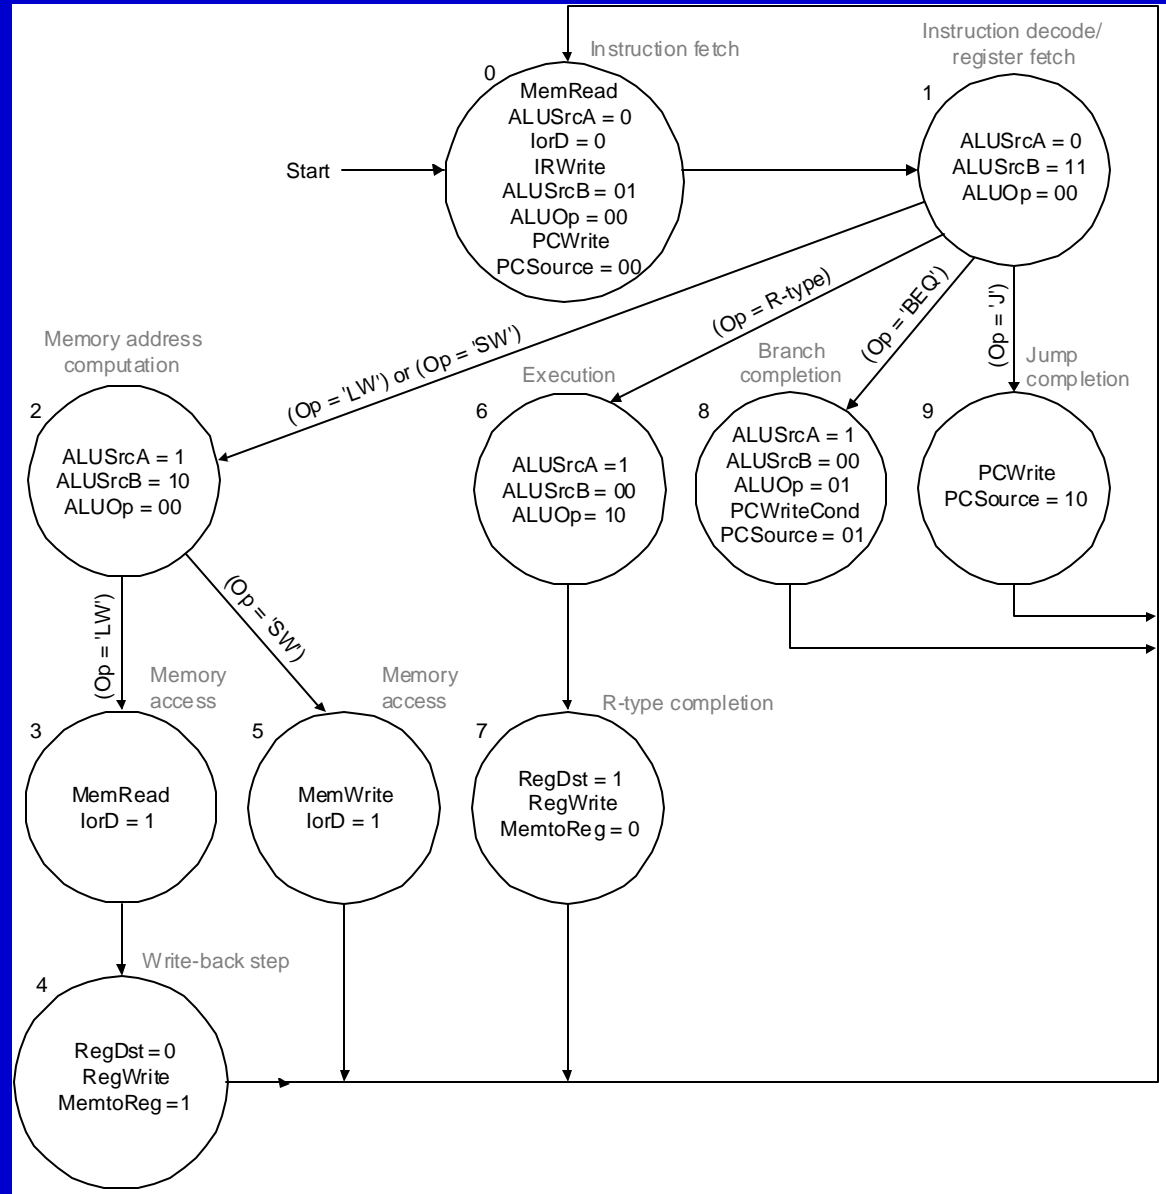 Instruction fetch
0
MemRead
ALUSrcA = 0
IorD = 0
IRWrite
ALUSrcB = 01
ALUOp = 00
PCWrite
PCSource = 00
Start
Instruction decode/
register fetch
1
ALUSrcA = 0
ALUSrcB = 11
ALUOp = 00
(Op = 'LW') or (Op = 'SW')
(Op = R-type)
(Op = 'BEQ')
(Op = 'J')
Memory address
computation
2
ALUSrcA = 1
ALUSrcB = 10
ALUOp = 00
Execution
6
ALUSrcA =1
ALUSrcB = 00
ALUOp= 10
Branch
completion
8
ALUSrcA = 1
ALUSrcB = 00
ALUOp = 01
PCWriteCond
PCSource = 01
Jump
completion
9
PCWrite
PCSource = 10
(Op = 'LW')
(Op = 'SW')
Memory
access
3
MemRead
IorD = 1
Memory
access
5
MemWrite
IorD = 1
R-type completion
7
RegDst = 1
RegWrite
MemtoReg = 0
Write-back step
4
RegDst = 0
RegWrite
MemtoReg =1